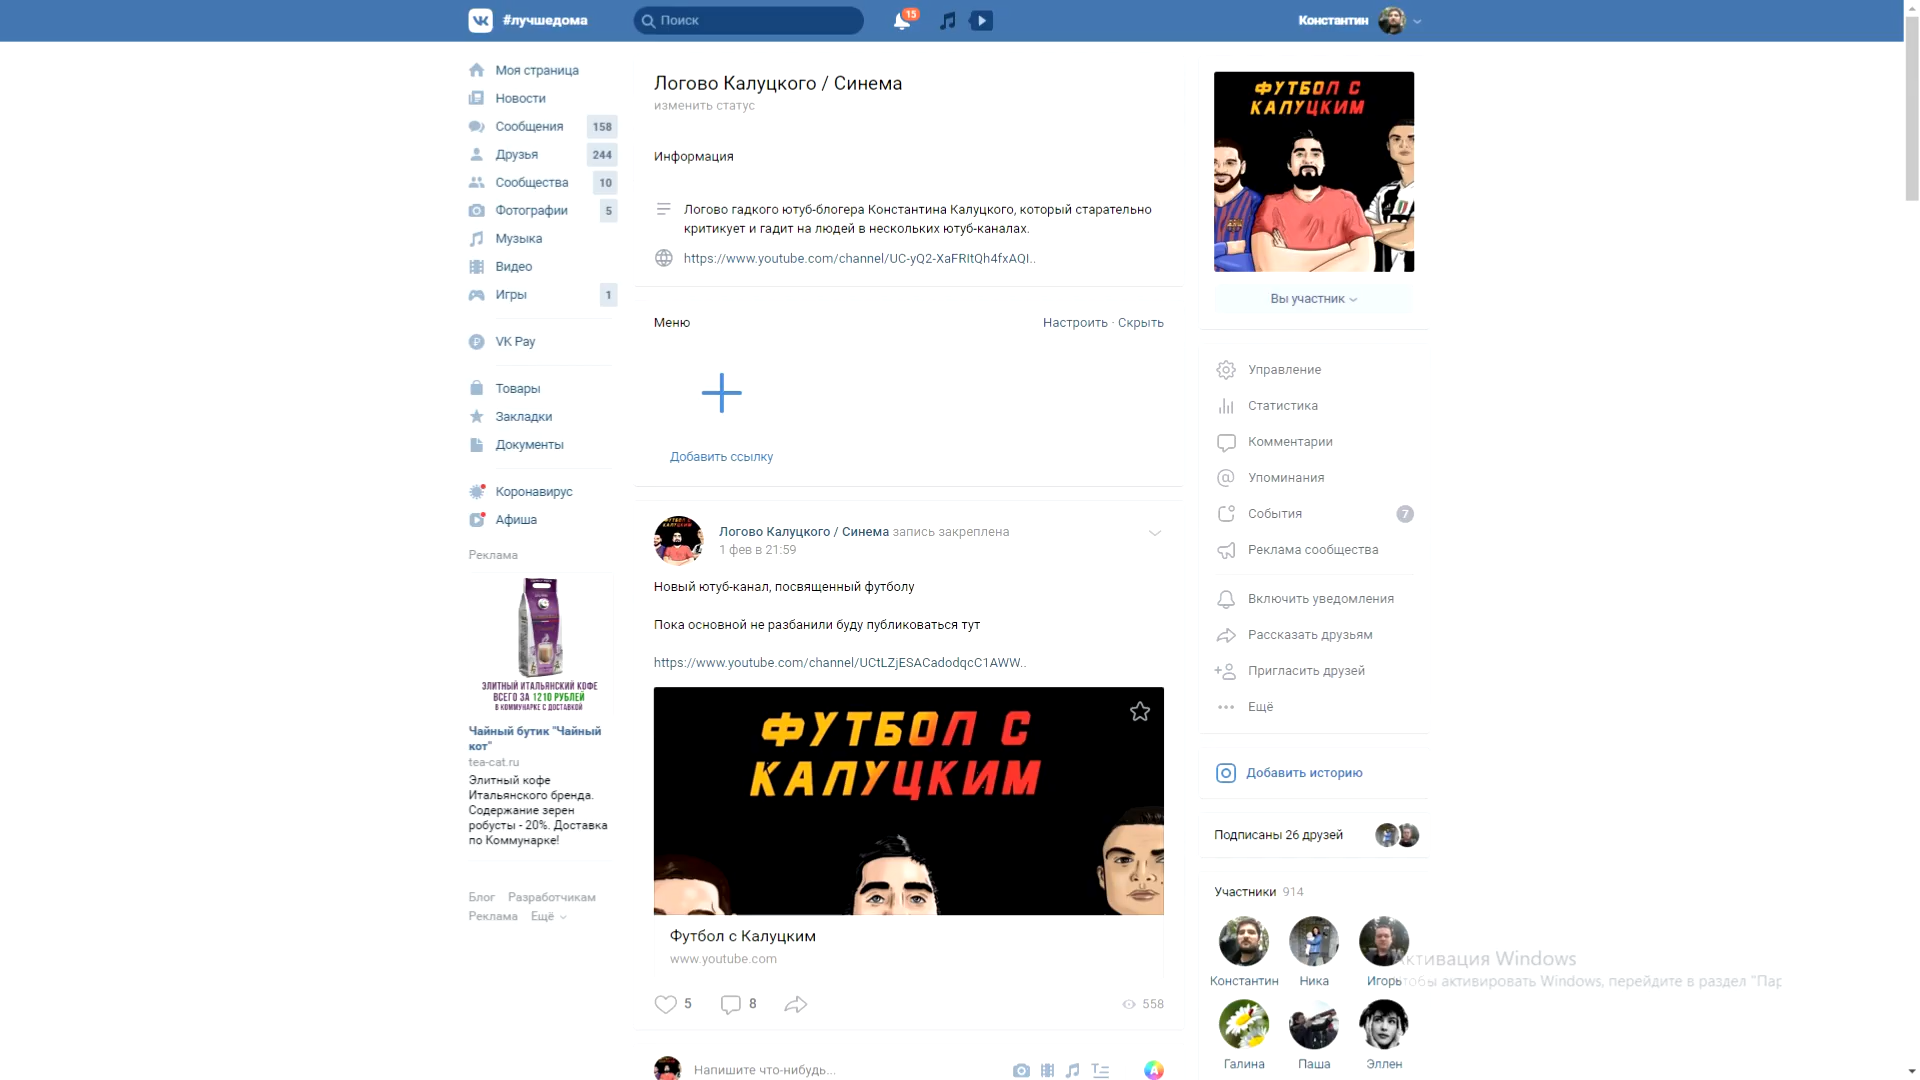 #лучшедома
Поиск
15
Константин
Моя страница
Новости
Сообщения 158
Друзья 244
Сообщества 10
Фотографии 5
Музыка
Видео
Игры 1
VK Pay
Товары
Закладки
Документы
Коронавирус
Афиша
Реклама
ЭЛИТНЫЙ ИТАЛЬЯНСКИЙ КОФЕ
ВСЕГО ЗА 1210 РУБЛЕЙ
В КОММУНАРКЕ С ДОСТАВКОЙ
Чайный бутик "Чайный
кот"
tea-cat.ru
Элитный кофе
Итальянского бренда.
Содержание зерен
робусты - 20%. Доставка
по Коммунарке!
Блог Разработчикам
Реклама Ещё
Логово Калуцкого / Синема
изменить статус
Информация
Логово гадкого ютуб-блогера Константина Калуцкого, который старательно
критикует и гадит на людей в нескольких ютуб-каналах.
https://www.youtube.com/channel/UC-yQ2-XaFRItQh4fxAQI..
Меню
Настроить · Скрыть
Добавить ссылку
Логово Калуцкого / Синема запись закреплена
1 фев в 21:59
Новый ютуб-канал, посвященный футболу
Пока основной не разбанили буду публиковаться тут
https://www.youtube.com/channel/UCtLZjESACadodqcC1AWW..
ФУТБОЛ С
КАЛУЦКИМ
Футбол с Калуцким
www.youtube.com
5 8 558
Напишите что-нибудь...
ФУТБОЛ С
КАЛУЦКИМ
Вы участник
Управление
Статистика
Комментарии
Упоминания
События 7
Реклама сообщества
Включить уведомления
Рассказать друзьям
Пригласить друзей
Ещё
Добавить историю
Подписаны 26 друзей
Участники 914
Константин Ника Игорь
Галина Паша Эллен
Активация Windows
Чтобы активировать Windows, перейдите в раздел "Пар